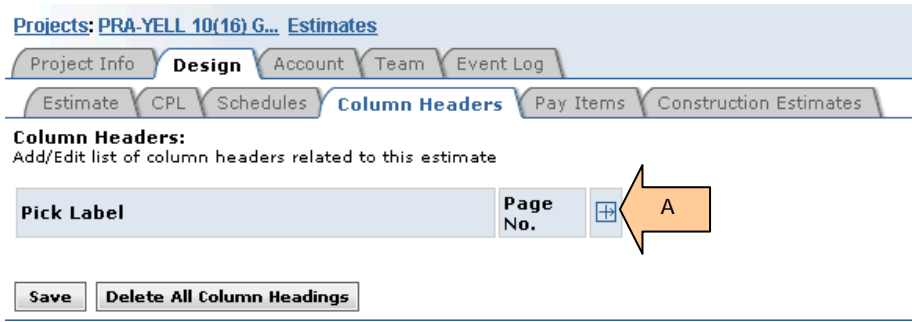 Projects: PRA-YELL 10(16) G... Estimates
Project Info Design Account Team Event Log
Estimate CPL Schedules Column Headers Pay Items Construction Estimates
Column Headers:
Add/Edit list of column headers related to this estimate
Pick Label Page No. A
Save Delete All Column Headings